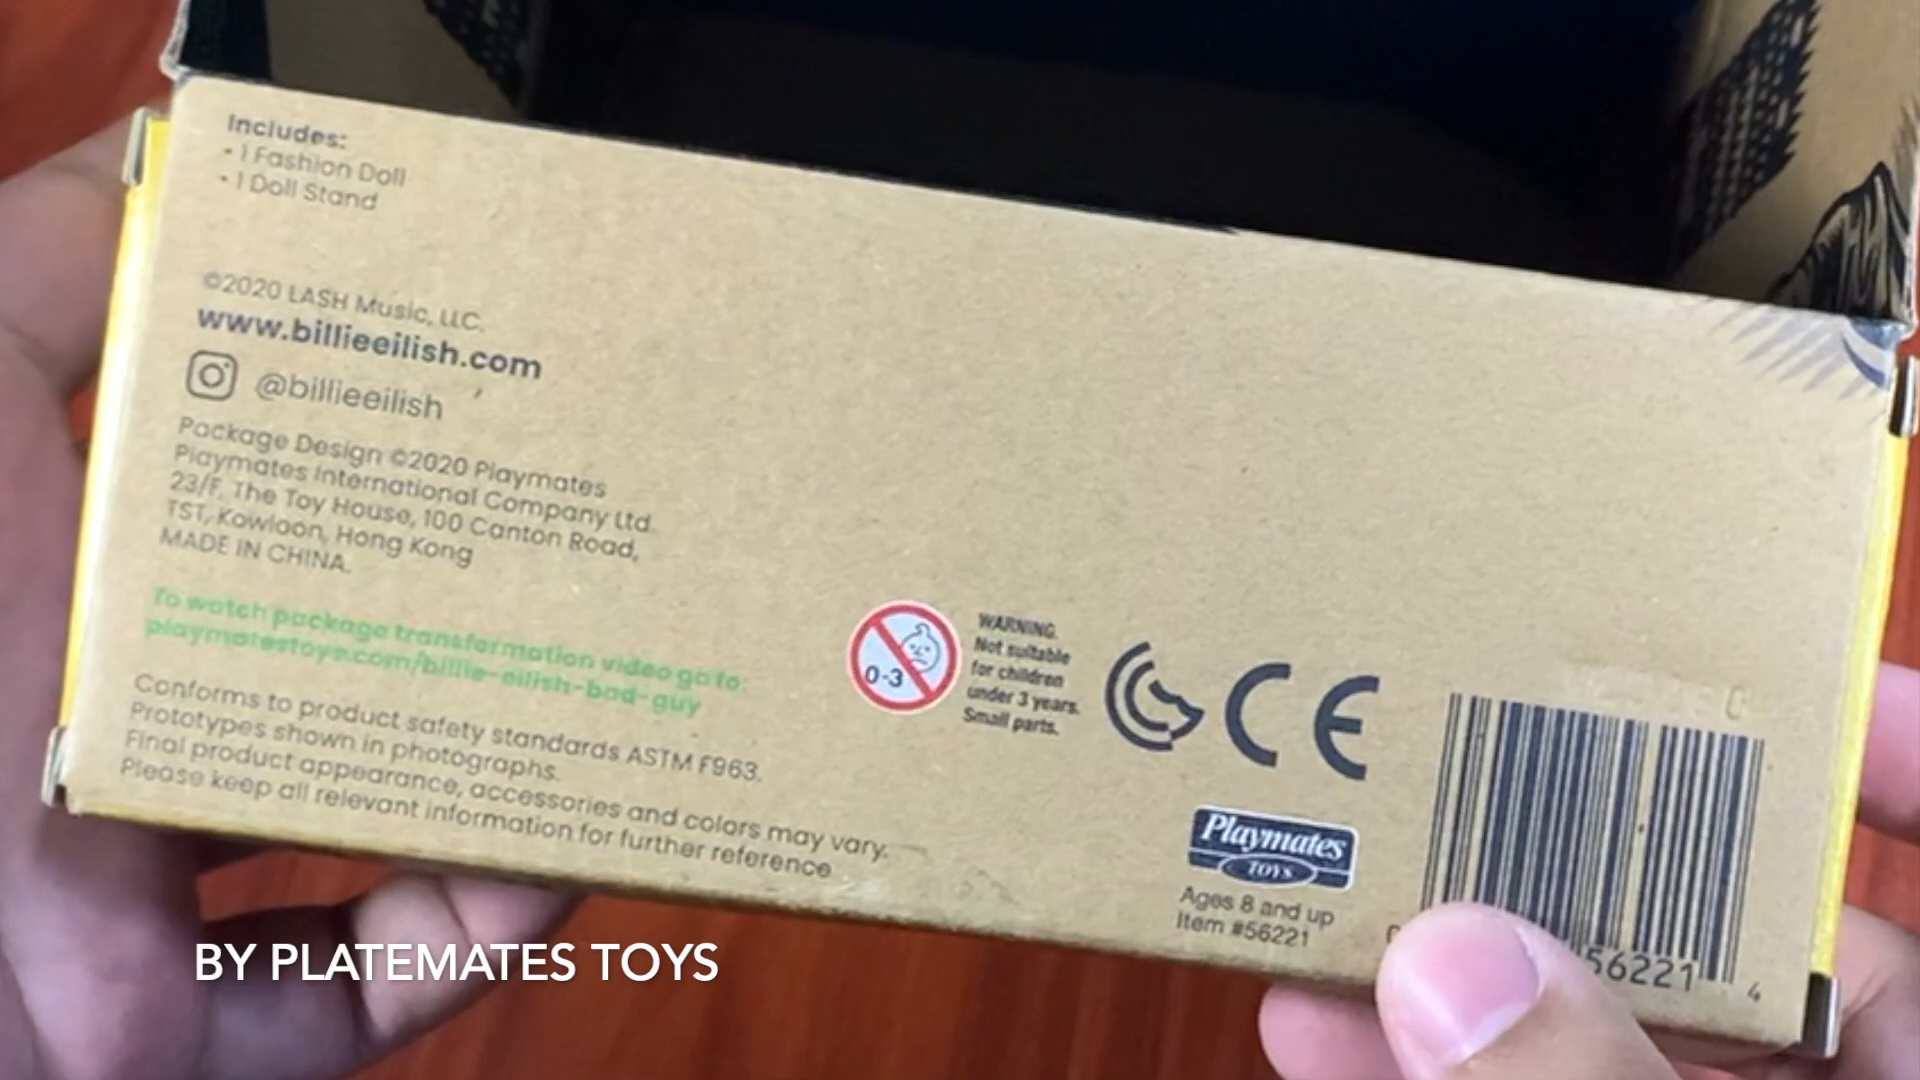 Includes:
• 1 Fashion Doll
• 1 Doll Stand
©2020 LASH Music, LLC.
www.billieeilish.com
@billieeilish
Package Design ©2020 Playmates
Playmates International Company Ltd.
23/F, The Toy House, 100 Canton Road,
TST, Kowloon, Hong Kong
MADE IN CHINA.
To watch package transformation video go to:
playmatestoys.com/billie-eilish-bad-guy
Conforms to product safety standards ASTM F963.
Prototypes shown in photographs.
Final product appearance, accessories and colors may vary.
Please keep all relevant information for further reference
0-3
WARNING.
Not suitable
for children
under 3 years.
Small parts.
CE
Playmates
TOYS
Ages 8 and up
Item #56221
56221 4
BY PLATEMATES TOYS